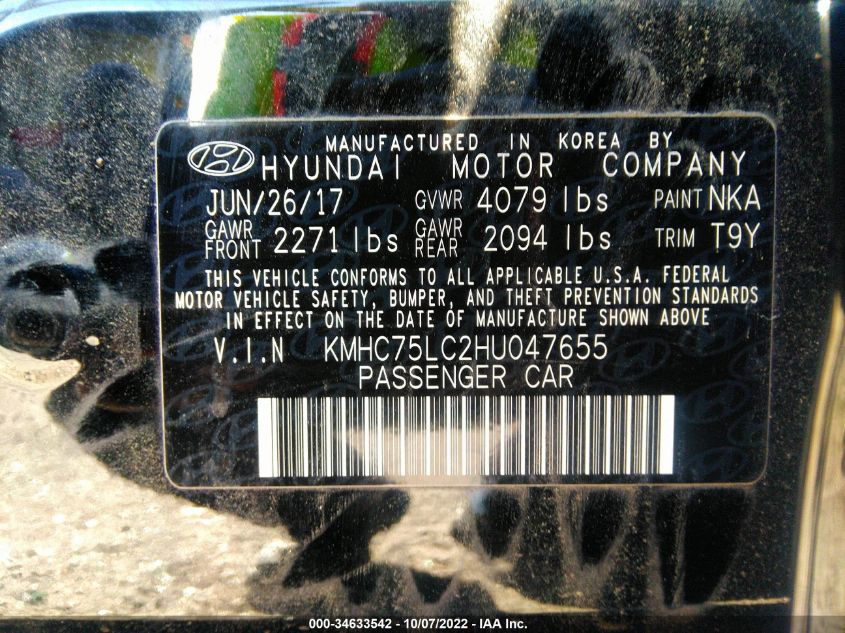 MANUFACTURED IN KOREA BY
HYUNDAI MOTOR COMPANY
JUN/26/17 GVWR 4079 lbs PAINT NKA
GAWR FRONT 2271 lbs GAWR REAR 2094 lbs TRIM T9Y
THIS VEHICLE CONFORMS TO ALL APPLICABLE U.S.A. FEDERAL
MOTOR VEHICLE SAFETY, BUMPER, AND THEFT PREVENTION STANDARDS
IN EFFECT ON THE DATE OF MANUFACTURE SHOWN ABOVE
V.I.N KMHC75LC2HU047655
PASSENGER CAR
000-34633542 - 10/07/2022 - IAA Inc.